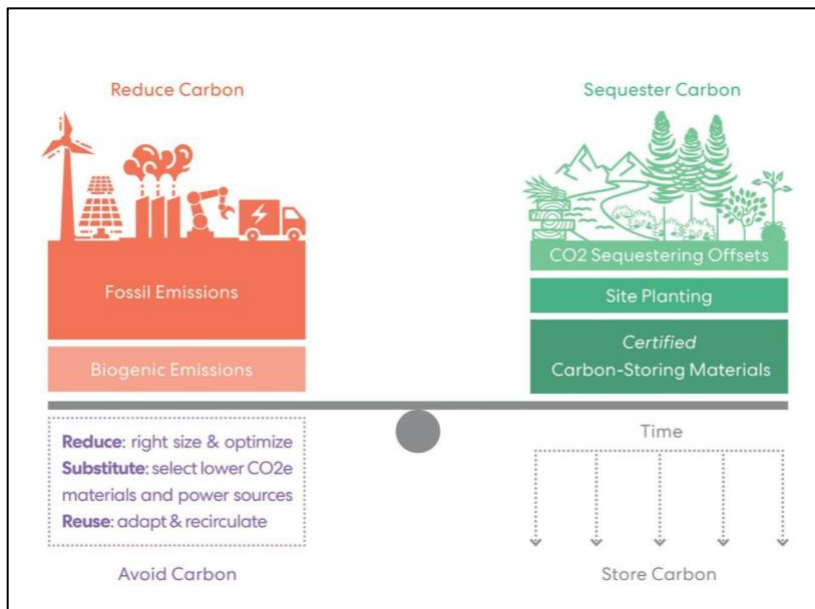 Reduce Carbon
Sequester Carbon
Fossil Emissions
Biogenic Emissions
CO2 Sequestering Offsets
Site Planting
Certified
Carbon-Storing Materials
Reduce: right size & optimize
Substitute: select lower CO2e
materials and power sources
Reuse: adapt & recirculate
Avoid Carbon
Time
Store Carbon